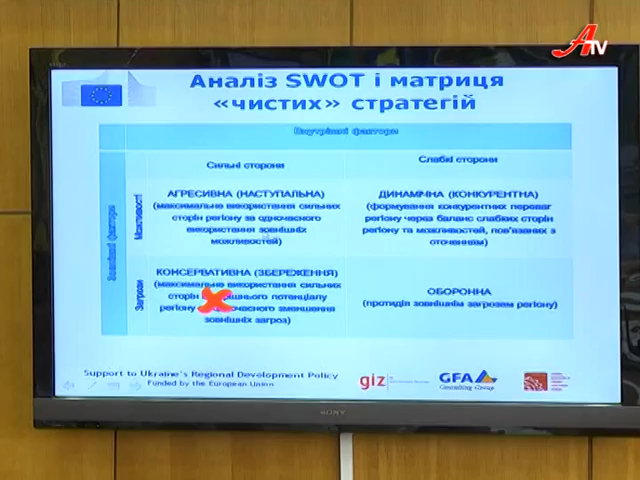 ATV
Аналіз SWOT і матриця
«чистих» стратегій
Внутрішні фактори
Сильні сторони
Слабкі сторони
Зовнішні фактори
Можливості
АГРЕСИВНА (НАСТУПАЛЬНА)
(максимальне використання сильних
сторін регіону за одночасного
використання зовнішніх
можливостей)
ДИНАМІЧНА (КОНКУРЕНТНА)
(формування конкурентних переваг
регіону через баланс слабких сторін
регіону та можливостей, пов'язаних з
оточенням)
Загрози
КОНСЕРВАТИВНА (ЗБЕРЕЖЕННЯ)
(максимальне використання сильних
сторін потенціалу
регіону зменшення
зовнішніх загроз)
ОБОРОННА
(протидія зовнішнім загрозам регіону)
Support to Ukraine's Regional Development Policy
Funded by the European Union
giz
GFA
Consulting Group
SONY